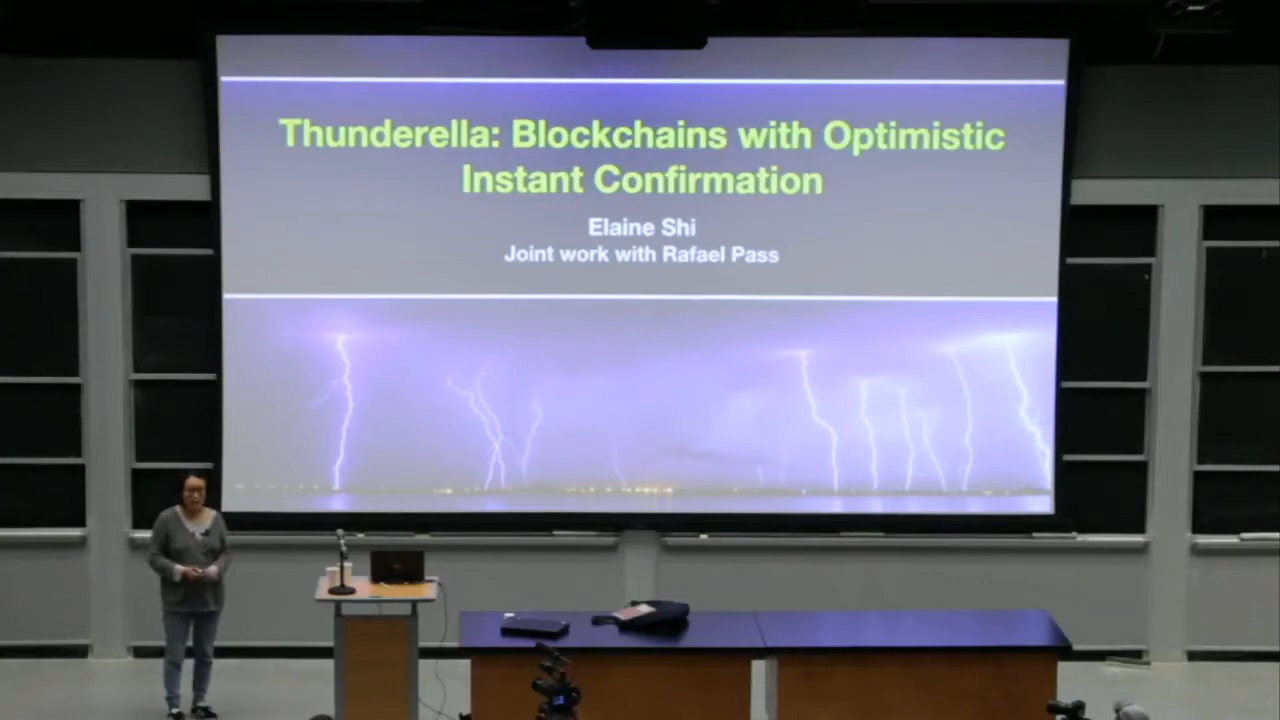 Thunderella: Blockchains with Optimistic
Instant Confirmation
Elaine Shi
Joint work with Rafael Pass